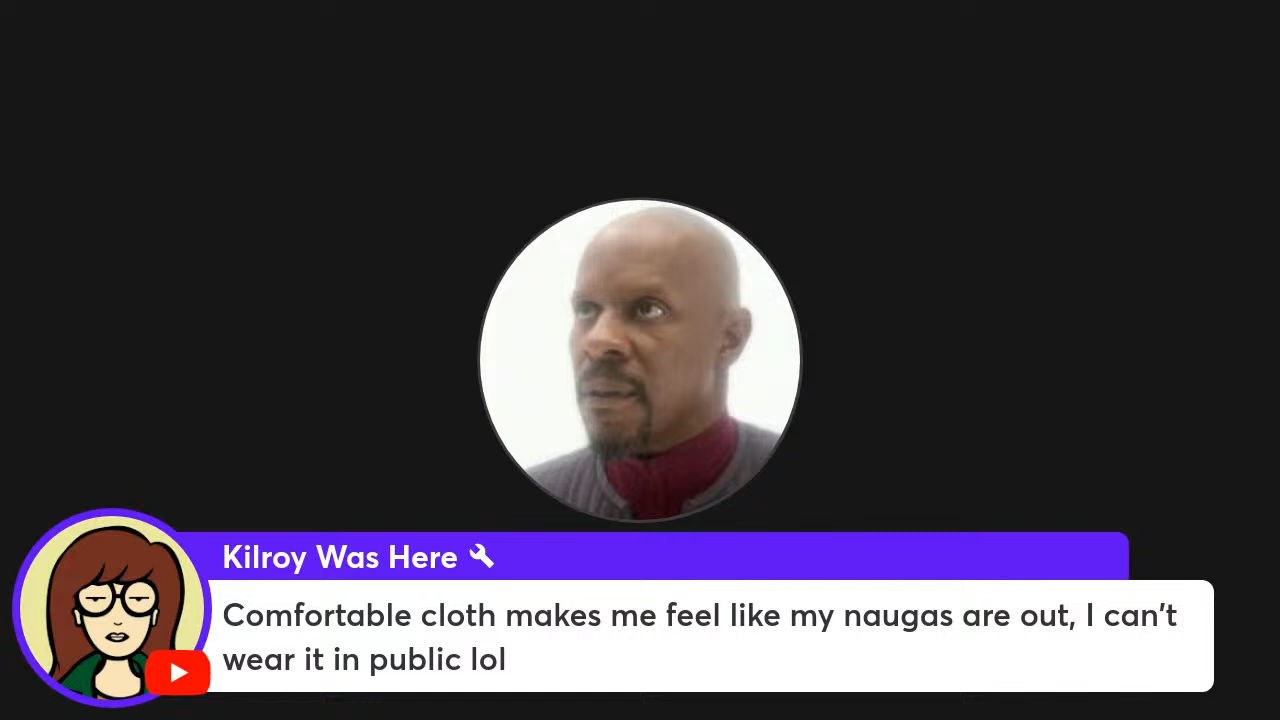 Kilroy Was Here
Comfortable cloth makes me feel like my naugas are out, I can't
wear it in public lol